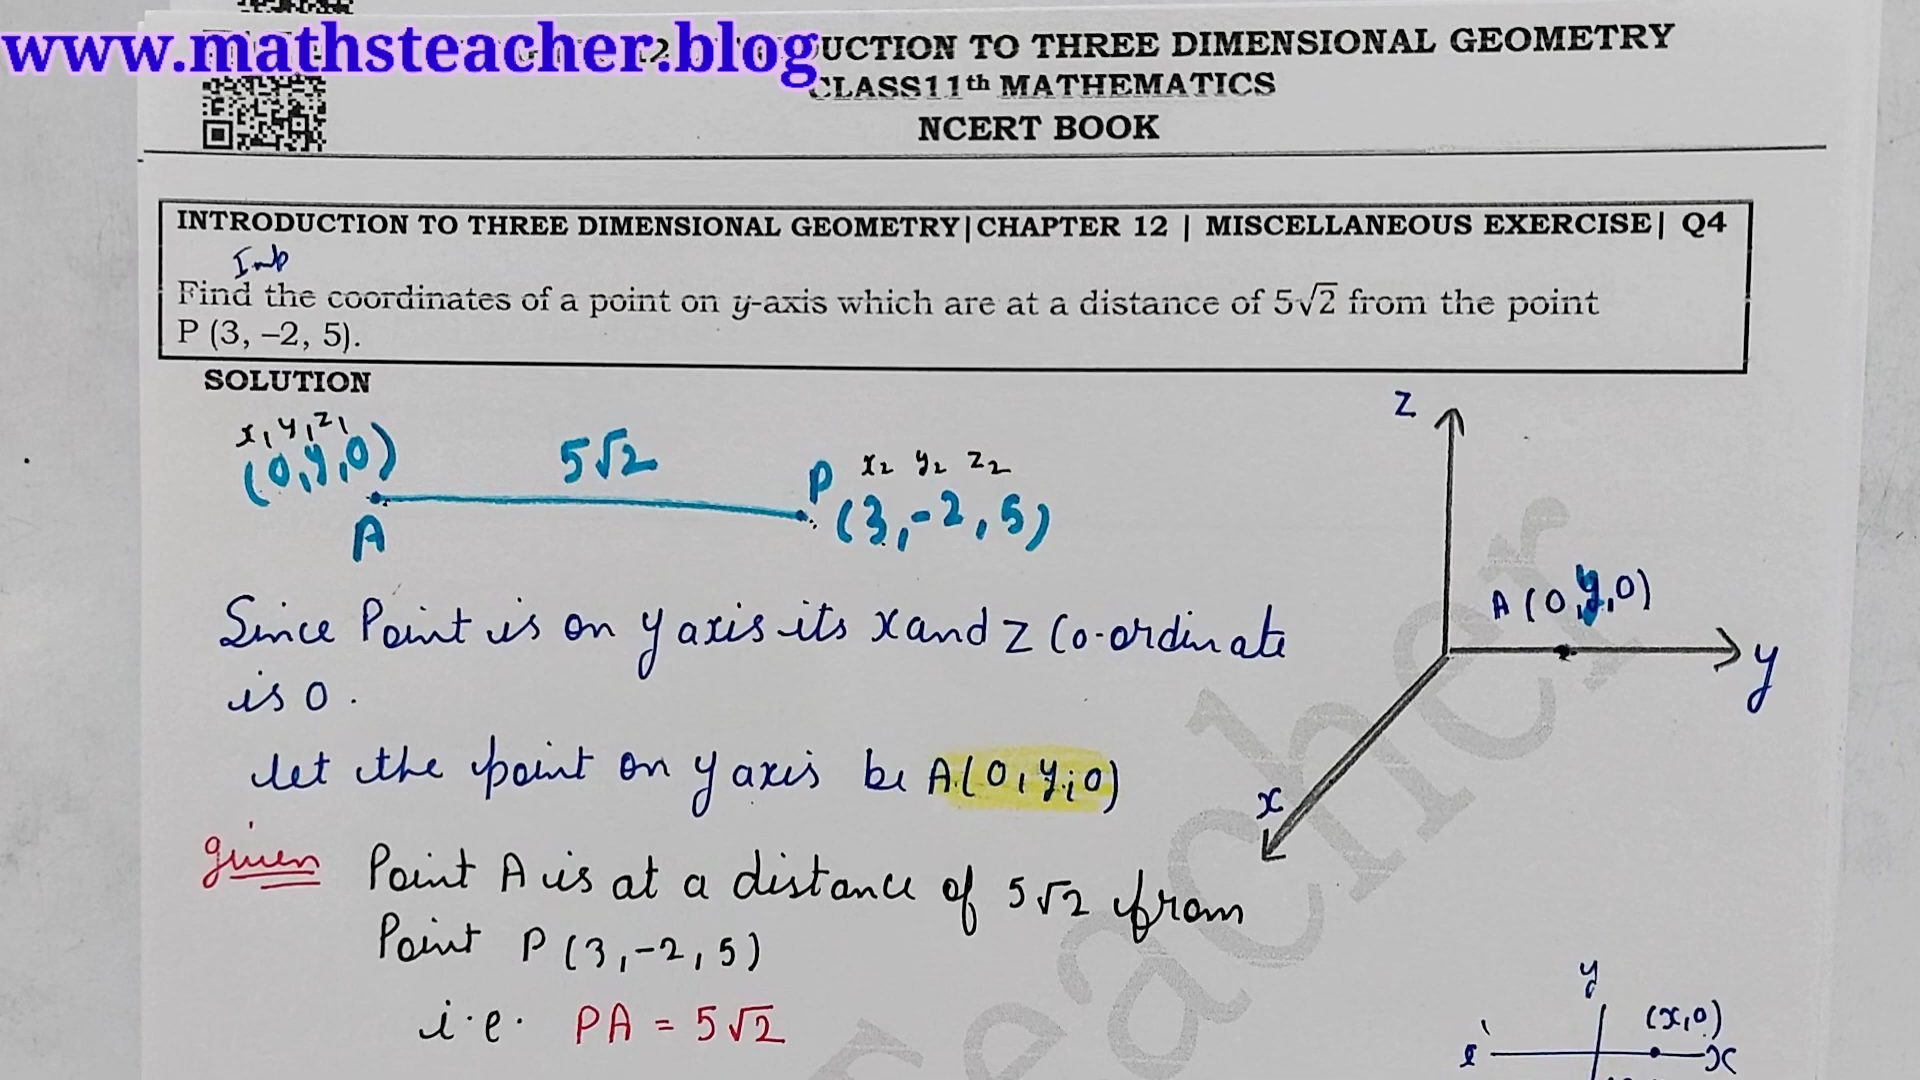 www.mathsteacher.blog
UCTION TO THREE DIMENSIONAL GEOMETRY
CLASS11th MATHEMATICS
NCERT BOOK
INTRODUCTION TO THREE DIMENSIONAL GEOMETRY|CHAPTER 12 | MISCELLANEOUS EXERCISE| Q4
Imp
Find the coordinates of a point on y-axis which are at a distance of 5√2 from the point
P (3, –2, 5).
SOLUTION
x1 y1 z1
(0,y,0)
5√2
P x2 y2 z2
(3,-2,5)
A
z
A(0,y,0)
y
x
Since Point is on y axis its x and z Co-ordinate
is 0.
let the point on y axis be A(0,y,0)
given Point A is at a distance of 5√2 from
Point P(3,-2,5)
i.e. PA = 5√2
y
(x,0)
x
teacher